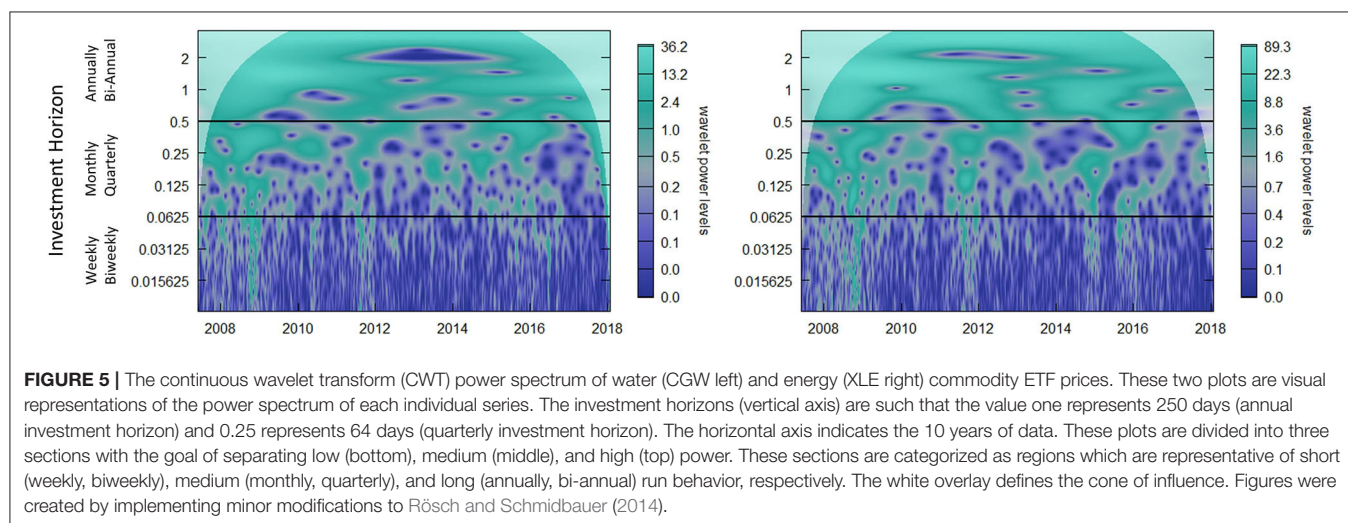 Investment Horizon
Annually
Bi-Annual
Monthly
Quarterly
Weekly
Biweekly
2
1
0.5
0.25
0.125
0.0625
0.03125
0.015625
2008 2010 2012 2014 2016 2018
36.2
13.2
2.4
1.0
0.5
0.2
0.1
0.1
0.0
0.0
wavelet power levels
2
1
0.5
0.25
0.125
0.0625
0.03125
0.015625
2008 2010 2012 2014 2016 2018
89.3
22.3
8.8
3.6
1.6
0.7
0.4
0.2
0.1
0.0
wavelet power levels
FIGURE 5 | The continuous wavelet transform (CWT) power spectrum of water (CGW left) and energy (XLE right) commodity ETF prices. These two plots are visual
representations of the power spectrum of each individual series. The investment horizons (vertical axis) are such that the value one represents 250 days (annual
investment horizon) and 0.25 represents 64 days (quarterly investment horizon). The horizontal axis indicates the 10 years of data. These plots are divided into three
sections with the goal of separating low (bottom), medium (middle), and high (top) power. These sections are categorized as regions which are representative of short
(weekly, biweekly), medium (monthly, quarterly), and long (annually, bi-annual) run behavior, respectively. The white overlay defines the cone of influence. Figures were
created by implementing minor modifications to Rösch and Schmidbauer (2014).